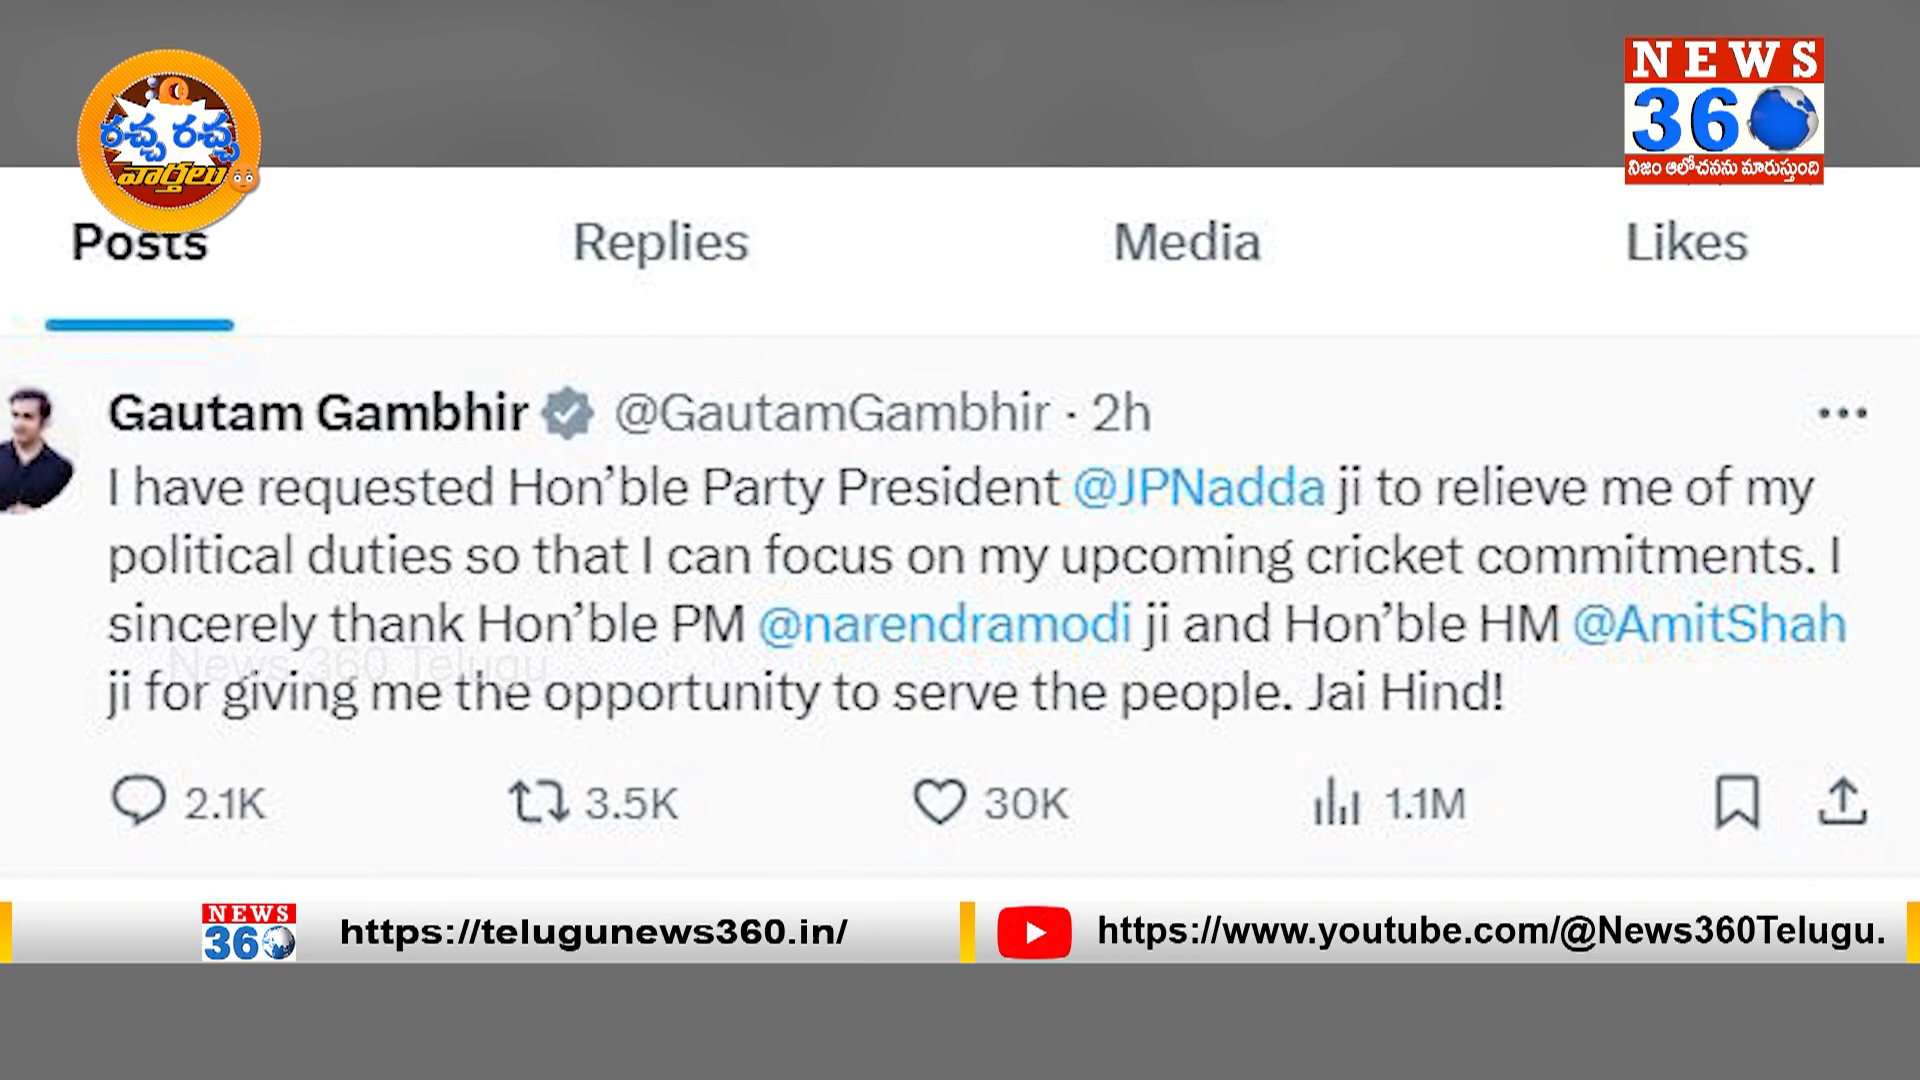 రచ్చ రచ్చ
వార్తలు
NEWS
360
నిజం ఆలోచనను మారుస్తుంది
Posts Replies Media Likes
Gautam Gambhir @GautamGambhir · 2h
I have requested Hon’ble Party President @JPNadda ji to relieve me of my
political duties so that I can focus on my upcoming cricket commitments. I
sincerely thank Hon’ble PM @narendramodi ji and Hon’ble HM @AmitShah
News 360 Telugu
ji for giving me the opportunity to serve the people. Jai Hind!
2.1K 3.5K 30K 1.1M
NEWS
360
https://telugunews360.in/ https://www.youtube.com/@News360Telugu.